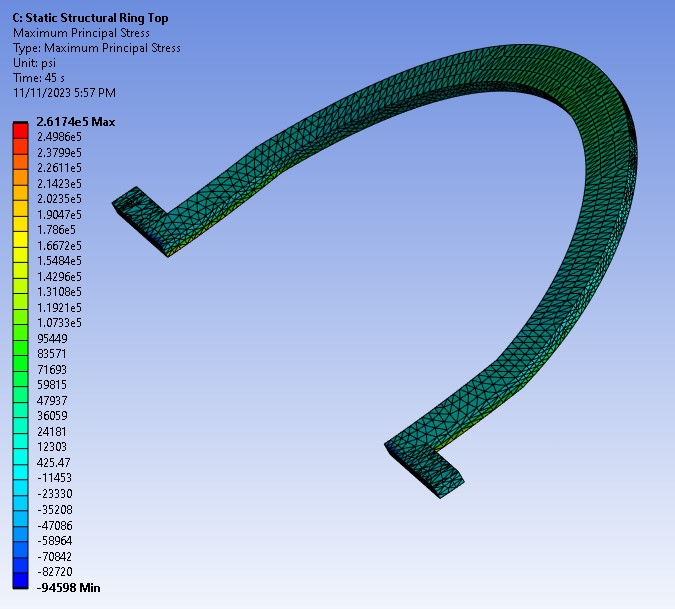 C: Static Structural Ring Top
Maximum Principal Stress
Type: Maximum Principal Stress
Unit: psi
Time: 45 s
11/11/2023 5:57 PM
2.6174e5 Max
2.4986e5
2.3799e5
2.2611e5
2.1423e5
2.0235e5
1.9047e5
1.786e5
1.6672e5
1.5484e5
1.4296e5
1.3108e5
1.1921e5
1.0733e5
95449
83571
71693
59815
47937
36059
24181
12303
425.47
-11453
-23330
-35208
-47086
-58964
-70842
-82720
-94598 Min